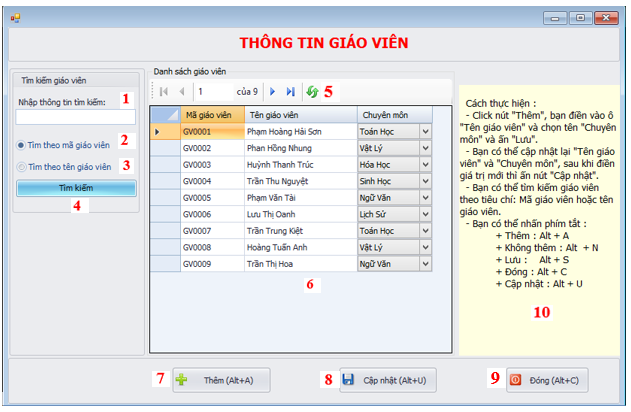 THÔNG TIN GIÁO VIÊN
Tìm kiếm giáo viên
Nhập thông tin tìm kiếm: 1
Tìm theo mã giáo viên 2
Tìm theo tên giáo viên 3
Tìm kiếm
4
Danh sách giáo viên
1 của 9 5
Mã giáo viên Tên giáo viên Chuyên môn
GV0001 Phạm Hoàng Hải Sơn Toán Học
GV0002 Phan Hồng Nhung Vật Lý
GV0003 Huỳnh Thanh Trúc Hóa Học
GV0004 Trần Thu Nguyệt Sinh Học
GV0005 Phạm Văn Tài Ngữ Văn
GV0006 Lưu Thị Oanh Lịch Sử
GV0007 Trần Trung Kiệt Toán Học
GV0008 Hoàng Tuấn Anh Vật Lý
GV0009 Trần Thị Hoa Ngữ Văn
6
Cách thực hiện :
- Click nút "Thêm", bạn điền vào ô
"Tên giáo viên" và chọn tên "Chuyên
môn" và ấn "Lưu".
- Bạn có thể cập nhật lại "Tên giáo
viên" và "Chuyên môn", sau khi điền
giá trị mới thì ấn nút "Cập nhật".
- Bạn có thể tìm kiếm giáo viên
theo tiêu chí: Mã giáo viên hoặc tên
giáo viên.
- Bạn có thể nhấn phím tắt :
+ Thêm : Alt + A
+ Không thêm : Alt + N
+ Lưu : Alt + S
+ Đóng : Alt + C
+ Cập nhật : Alt + U
10
7 Thêm (Alt+A)
8 Cập nhật (Alt+U)
9 Đóng (Alt+C)